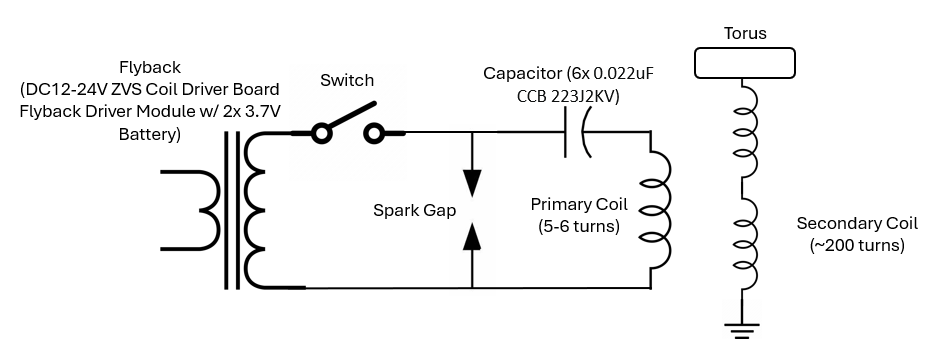 Torus
Flyback
(DC12-24V ZVS Coil Driver Board
Flyback Driver Module w/ 2x 3.7V
Battery)
Switch
Capacitor (6x 0.022uF
CCB 223J2KV)
Spark Gap
Primary Coil
(5-6 turns)
Secondary Coil
(~200 turns)